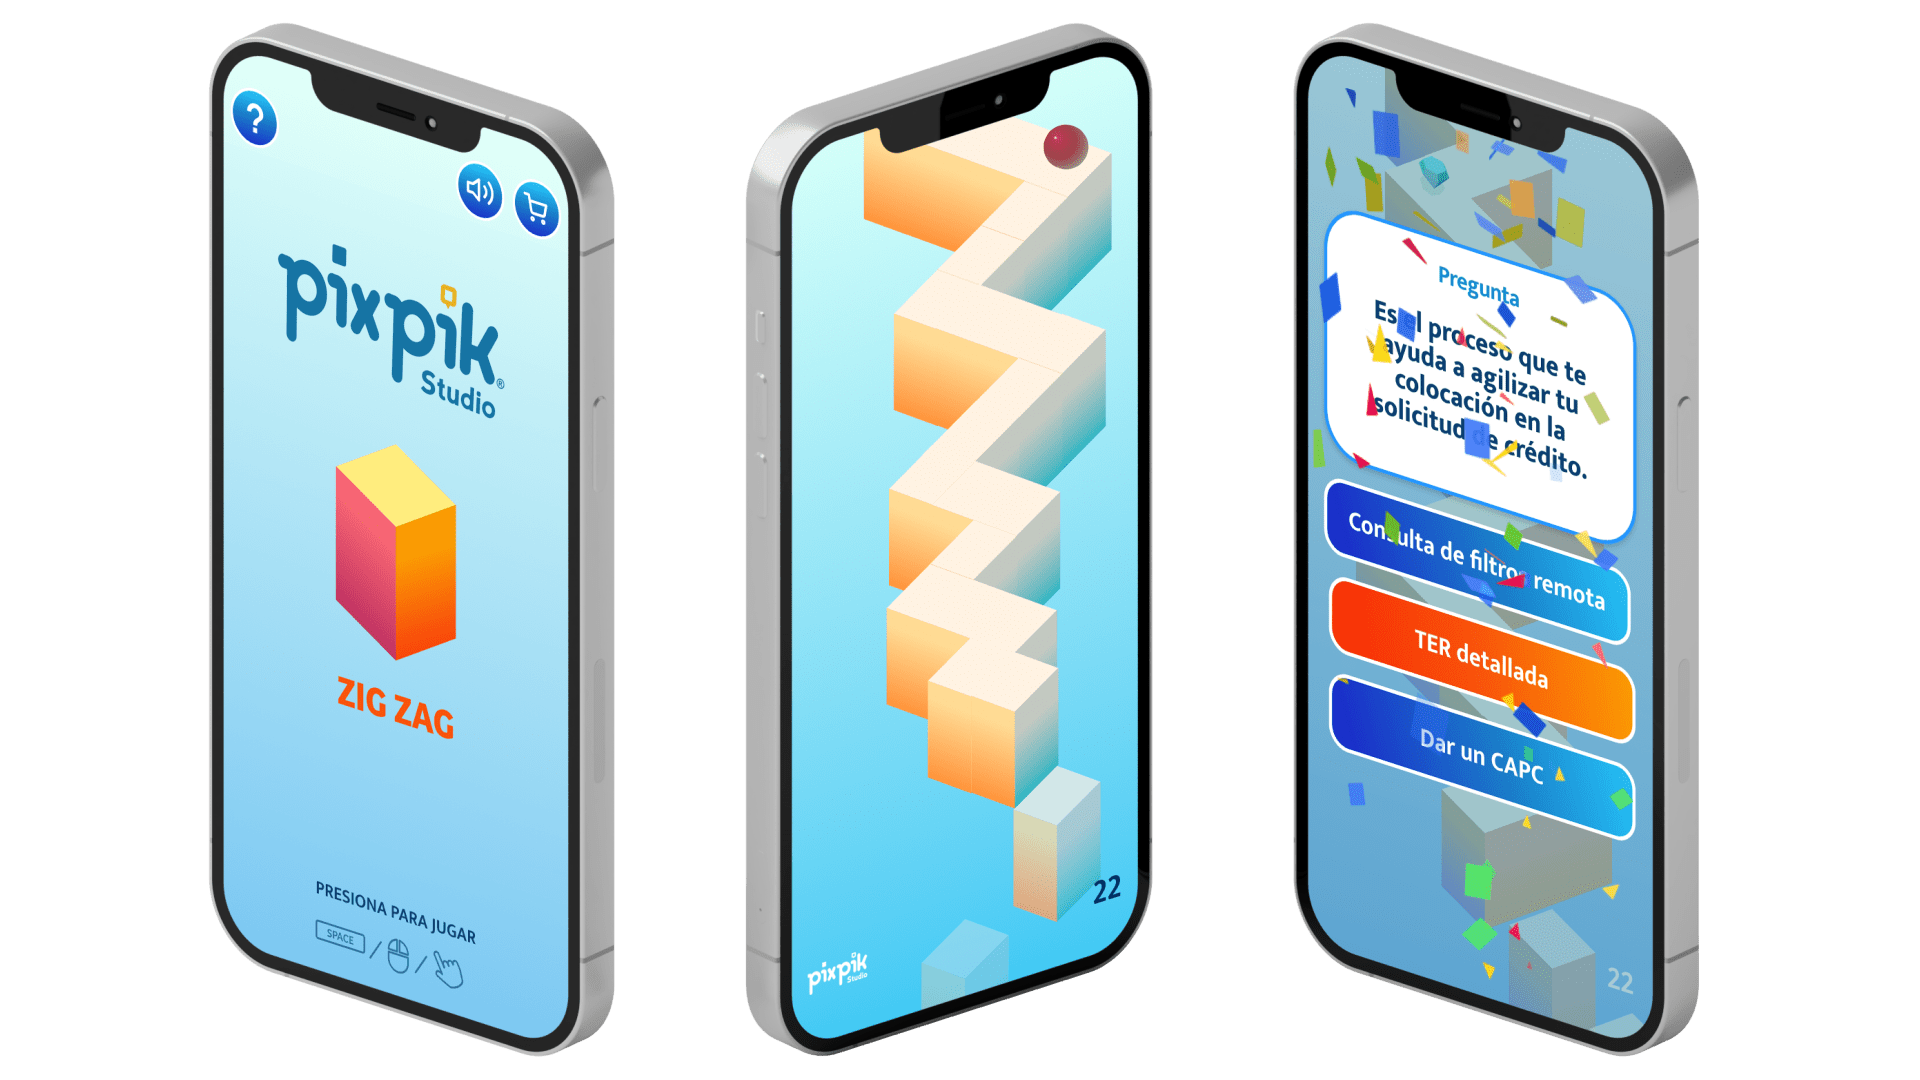 ?
pixpik®
Studio
ZIG ZAG
PRESIONA PARA JUGAR
SPACE / /
22
pixpik
Studio
Pregunta
Es el proceso que te
ayuda a agilizar tu
colocación en la
solicitud de crédito.
Consulta de filtros remota
TER detallada
Dar un CAPC
22